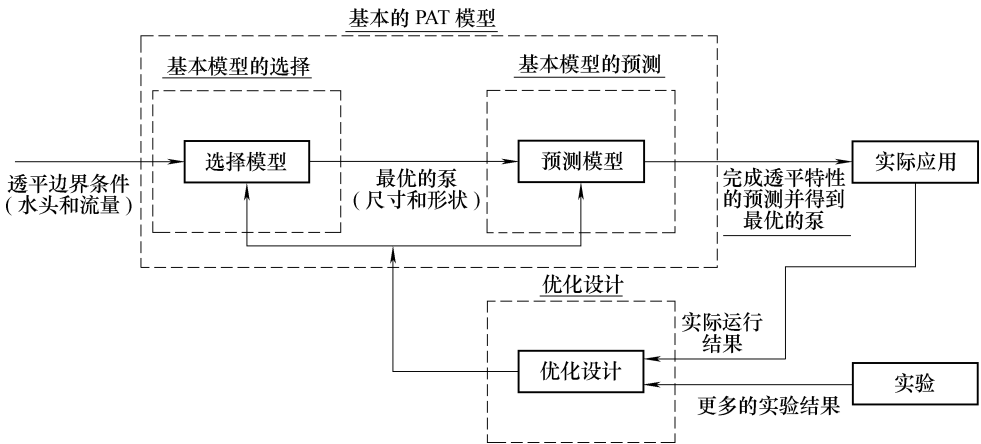 基本的 PAT 模型
基本模型的选择
基本模型的预测
选择模型
预测模型
实际应用
透平边界条件
(水头和流量)
最优的泵
(尺寸和形状)
完成透平特性
的预测并得到
最优的泵
优化设计
实际运行
结果
优化设计
实验
更多的实验结果